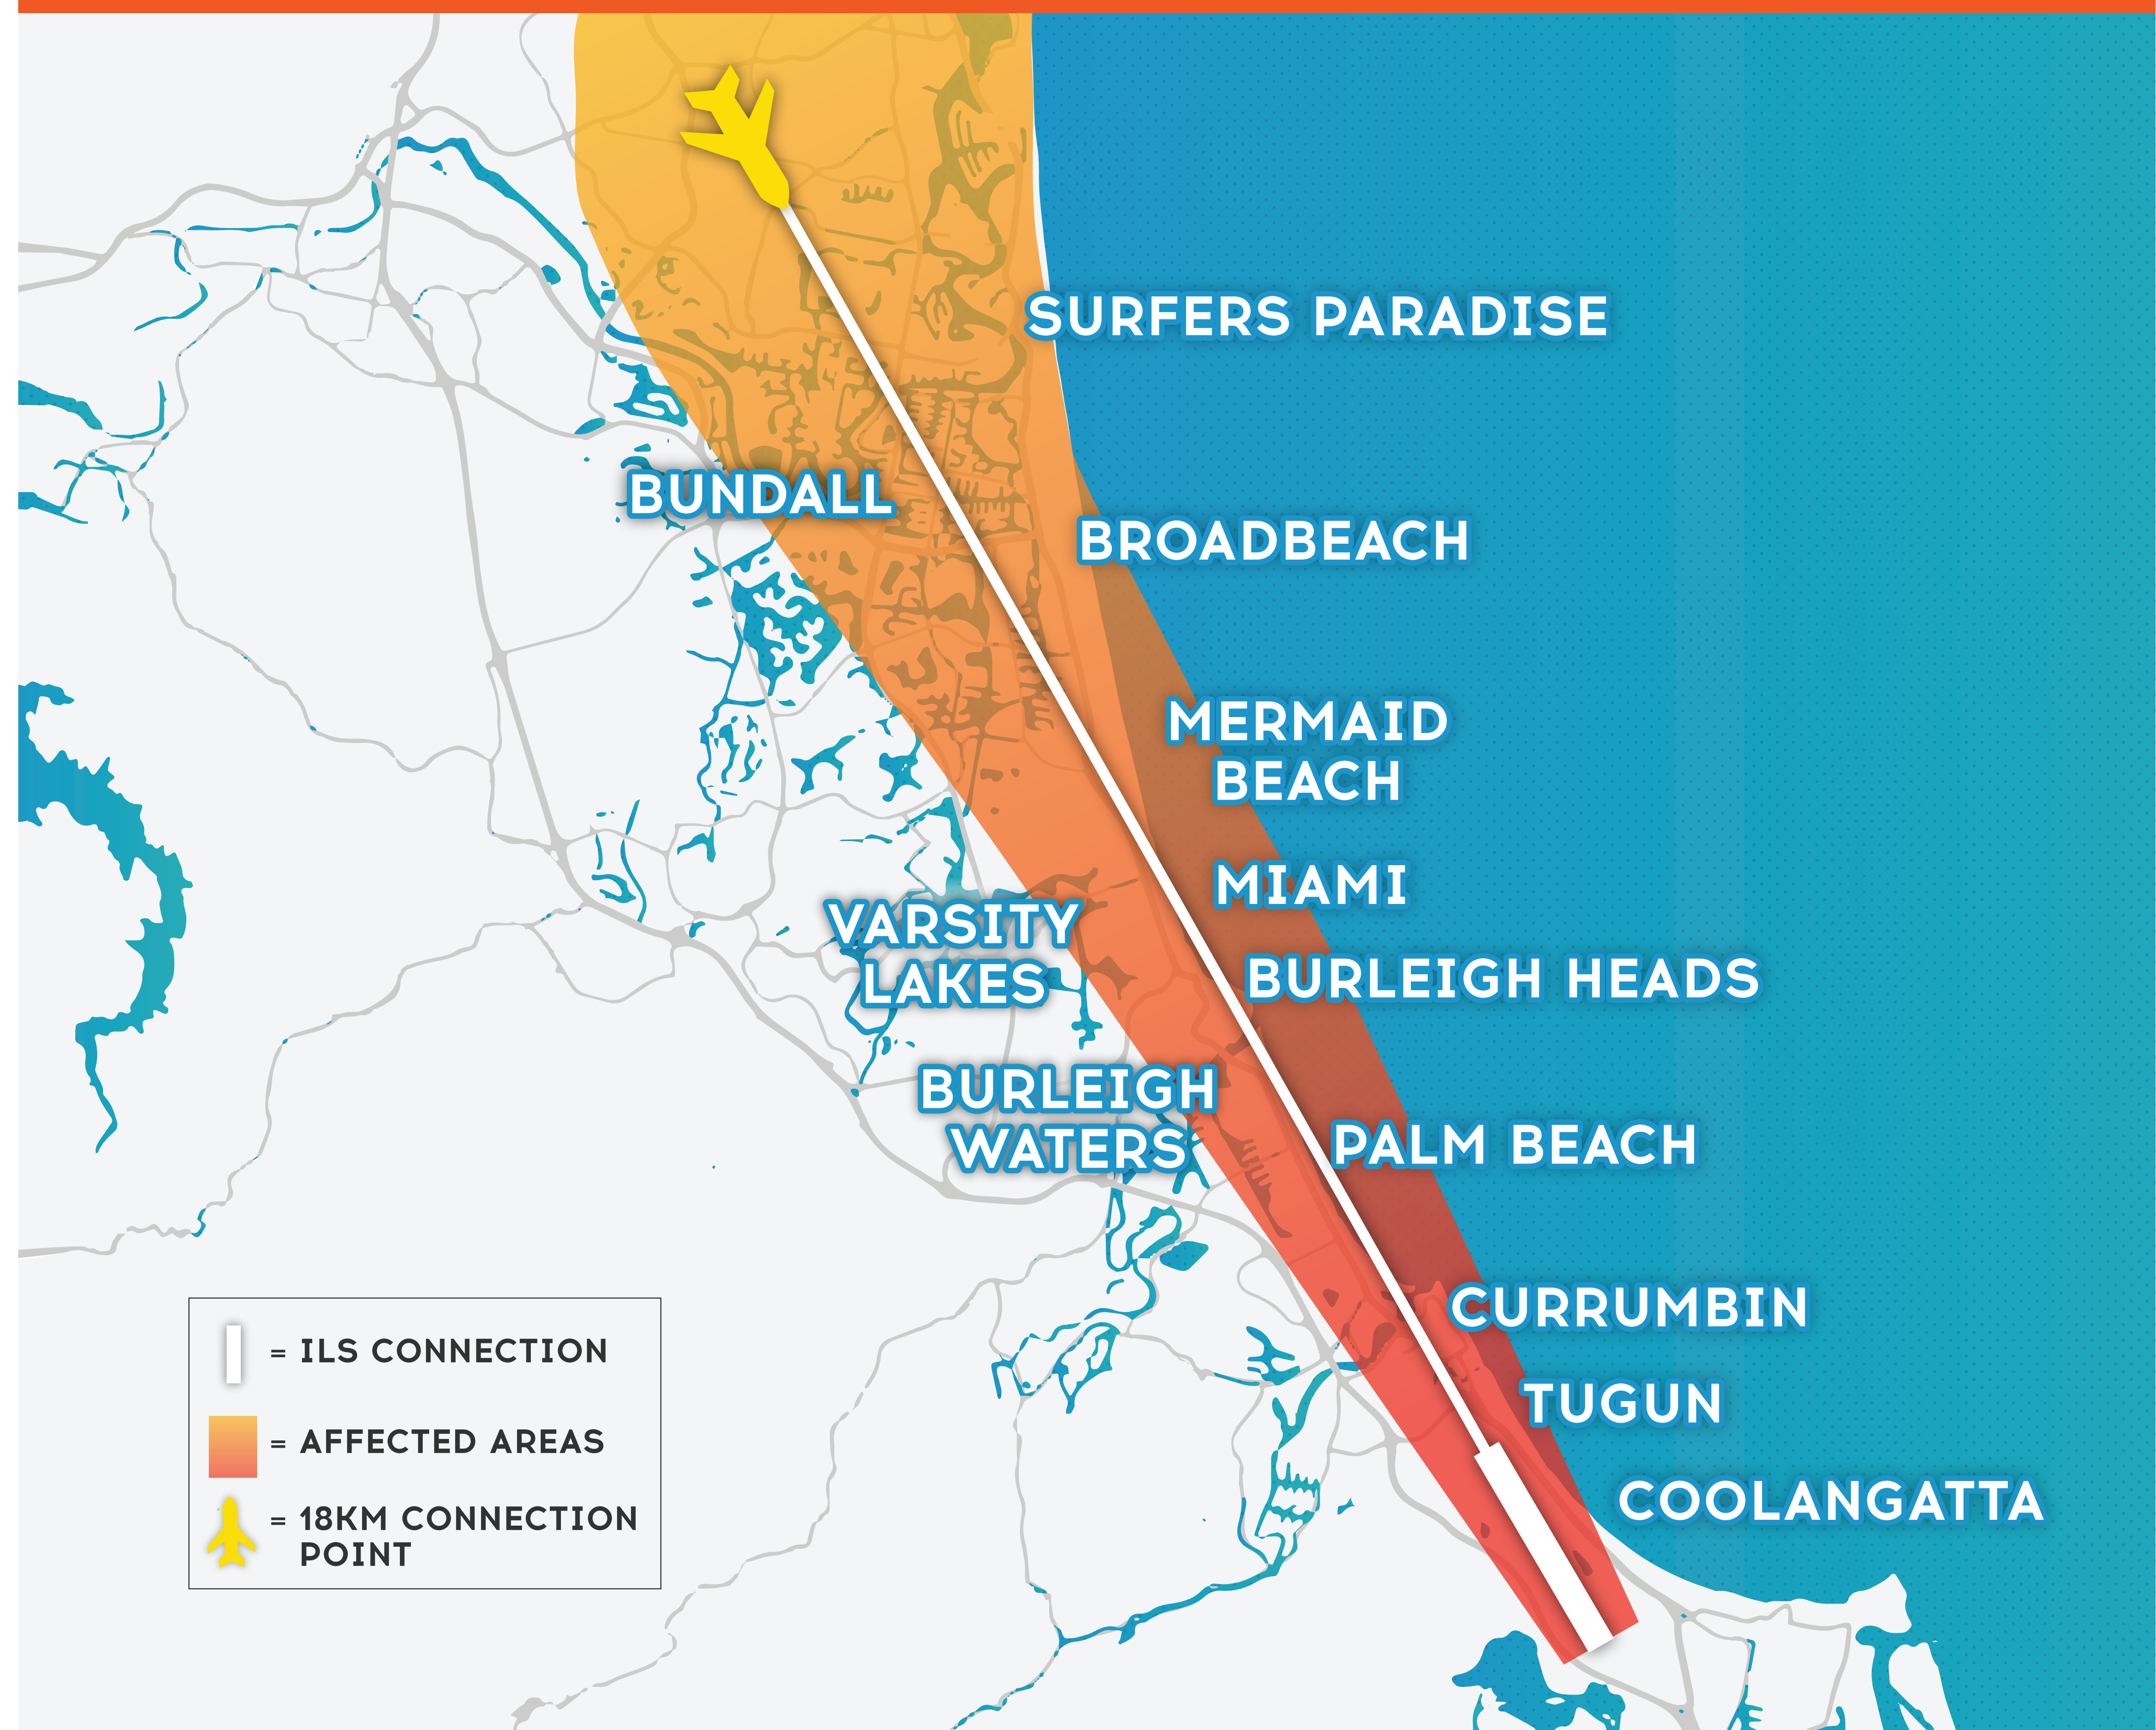 SURFERS PARADISE
BUNDALL
BROADBEACH
MERMAID
BEACH
MIAMI
VARSITY
LAKES
BURLEIGH HEADS
BURLEIGH
WATERS
PALM BEACH
CURRUMBIN
TUGUN
COOLANGATTA
= ILS CONNECTION
= AFFECTED AREAS
= 18KM CONNECTION
POINT